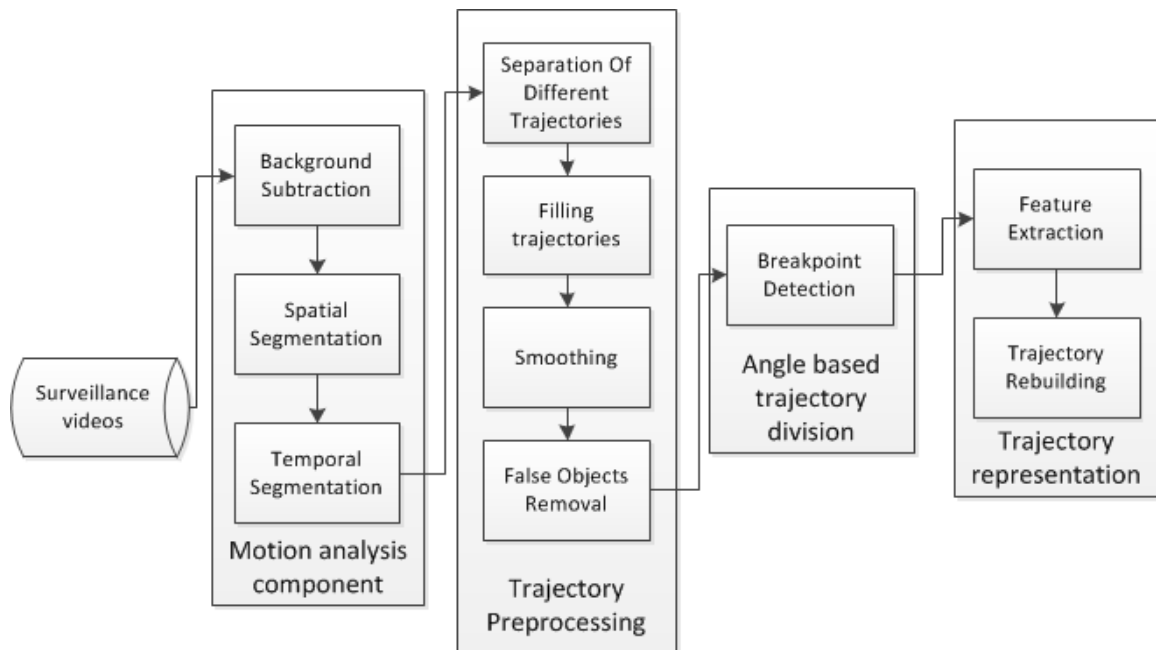 Surveillance
videos
Background
Subtraction
Spatial
Segmentation
Temporal
Segmentation
Motion analysis
component
Separation Of
Different
Trajectories
Filling
trajectories
Smoothing
False Objects
Removal
Trajectory
Preprocessing
Breakpoint
Detection
Angle based
trajectory
division
Feature
Extraction
Trajectory
Rebuilding
Trajectory
representation